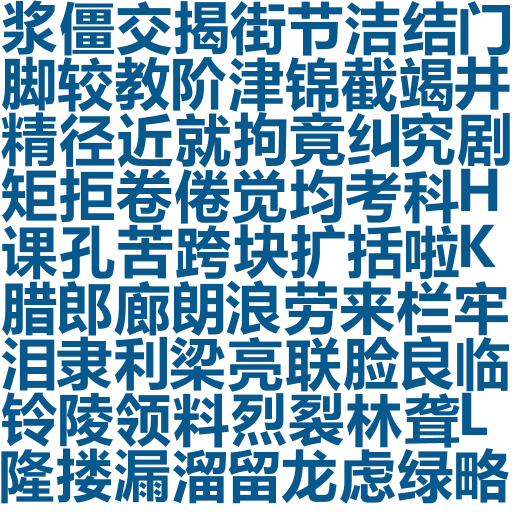 浆僵交揭街节洁结门
脚较教阶津锦截竭井
精径近就拘竟纠究剧
矩拒卷倦觉均考科H
课孔苦跨块扩括啦K
腊郎廊朗浪劳来栏牢
泪隶利梁亮联脸良临
铃陵领料烈裂林聋L
隆搂漏溜留龙虑绿略